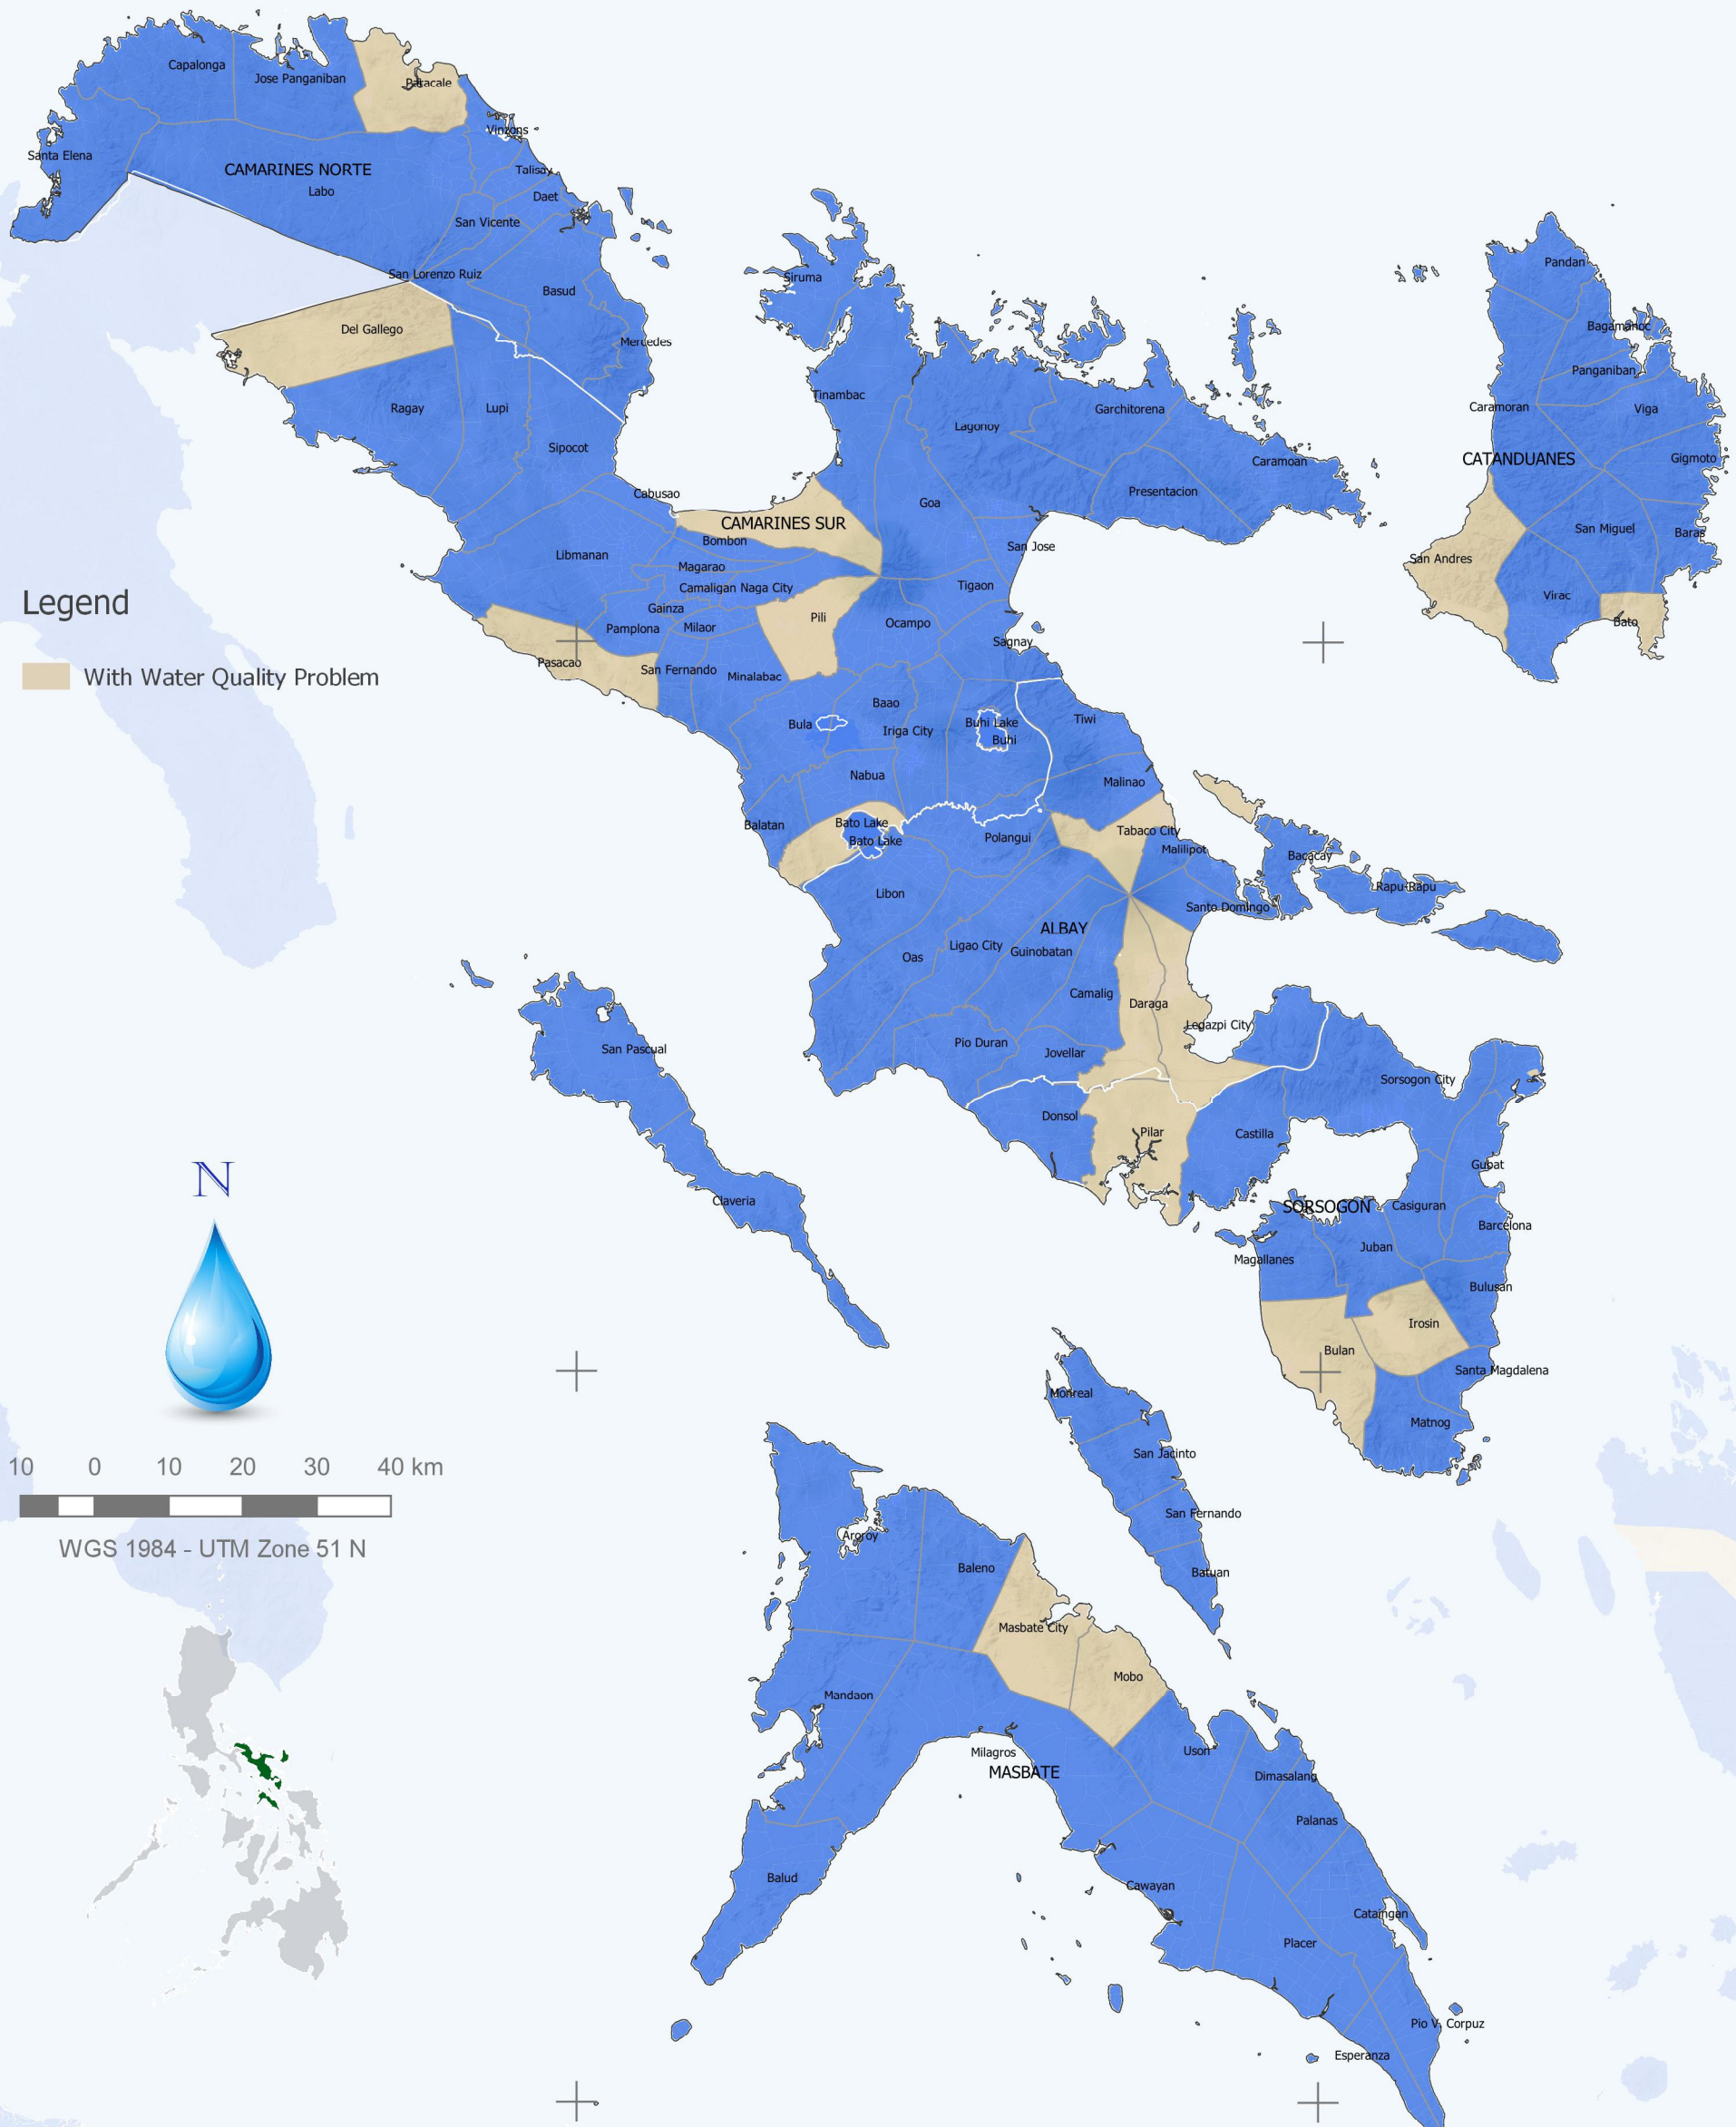 Capalonga
Jose Panganiban
Paracale
Vinzons
Santa Elena
CAMARINES NORTE
Labo
Talisay
Daet
San Vicente
San Lorenzo Ruiz
Basud
Mercedes
Del Gallego
Ragay
Lupi
Sipocot
Siruma
Tinambac
Lagonoy
Garchitorena
Caramoan
Presentacion
Goa
San Jose
Cabusao
CAMARINES SUR
Bombon
Libmanan
Magarao
Camaligan Naga City
Gainza
Pamplona
Milaor
Pili
Ocampo
Tigaon
Sagnay
Pasacao
San Fernando
Minalabac
Baao
Bula
Iriga City
Buhi Lake
Buhi
Nabua
Balatan
Bato Lake
Bato Lake
Pandan
Bagamanoc
Panganiban
Caramoran
Viga
CATANDUANES
Gigmoto
San Miguel
Baras
San Andres
Virac
Bato
Legend
With Water Quality Problem
Tiwi
Malinao
Tabaco City
Polangui
Malilipot
Bacacay
Rapu-Rapu
Libon
Santo Domingo
ALBAY
Ligao City
Guinobatan
Oas
Camalig
Daraga
Legazpi City
Pio Duran
Jovellar
San Pascual
Claveria
Donsol
Pilar
Castilla
Sorsogon City
Gubat
SORSOGON
Casiguran
Barcelona
Juban
Magallanes
Bulusan
Irosin
Bulan
Santa Magdalena
Matnog
N
10 0 10 20 30 40 km
WGS 1984 - UTM Zone 51 N
Monreal
San Jacinto
San Fernando
Batuan
Aroroy
Baleno
Masbate City
Mobo
Mandaon
Milagros
MASBATE
Uson
Dimasalang
Palanas
Balud
Cawayan
Cataingan
Placer
Pio V. Corpuz
Esperanza